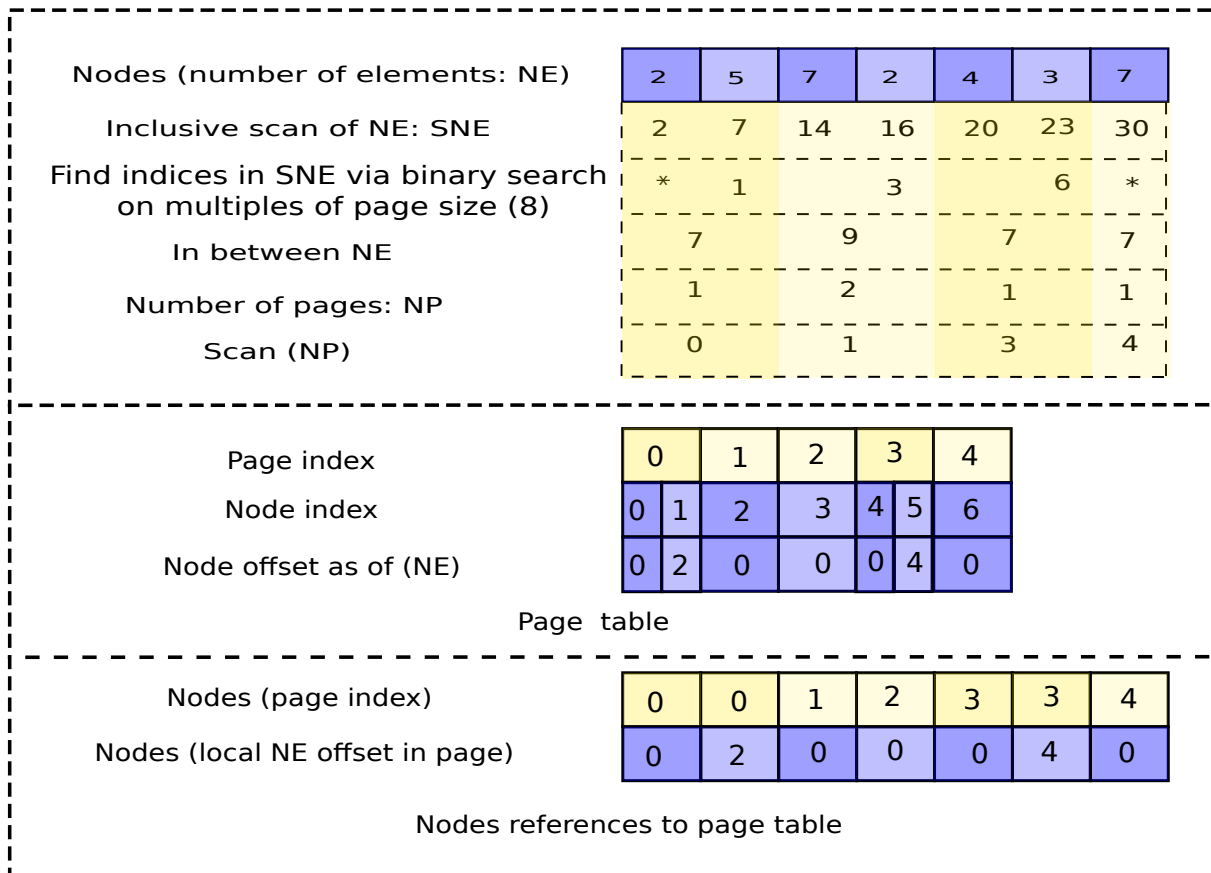 Nodes (number of elements: NE) 2 5 7 2 4 3 7
Inclusive scan of NE: SNE 2 7 14 16 20 23 30
Find indices in SNE via binary search
on multiples of page size (8) * 1 3 6 *
In between NE 7 9 7 7
Number of pages: NP 1 2 1 1
Scan (NP) 0 1 3 4
Page index 0 1 2 3 4
Node index 0 1 2 3 4 5 6
Node offset as of (NE) 0 2 0 0 0 4 0
Page table
Nodes (page index) 0 0 1 2 3 3 4
Nodes (local NE offset in page) 0 2 0 0 0 4 0
Nodes references to page table